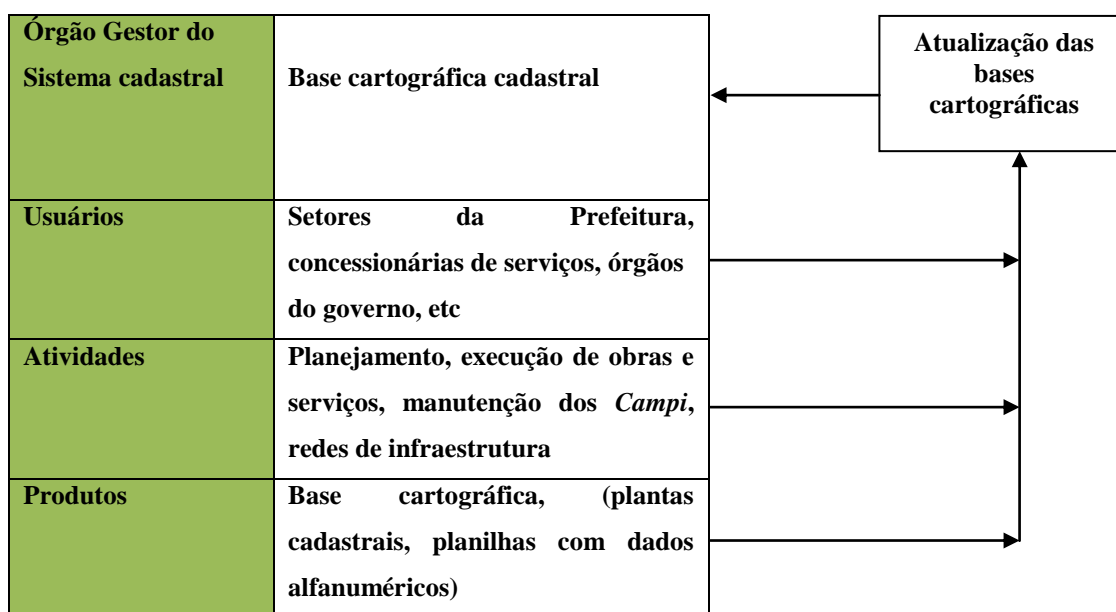 Órgão Gestor do
Sistema cadastral
Base cartográfica cadastral
Atualização das
bases
cartográficas
Usuários
Setores da Prefeitura,
concessionárias de serviços, órgãos
do governo, etc
Atividades
Planejamento, execução de obras e
serviços, manutenção dos Campi,
redes de infraestrutura
Produtos
Base cartográfica, (plantas
cadastrais, planilhas com dados
alfanuméricos)